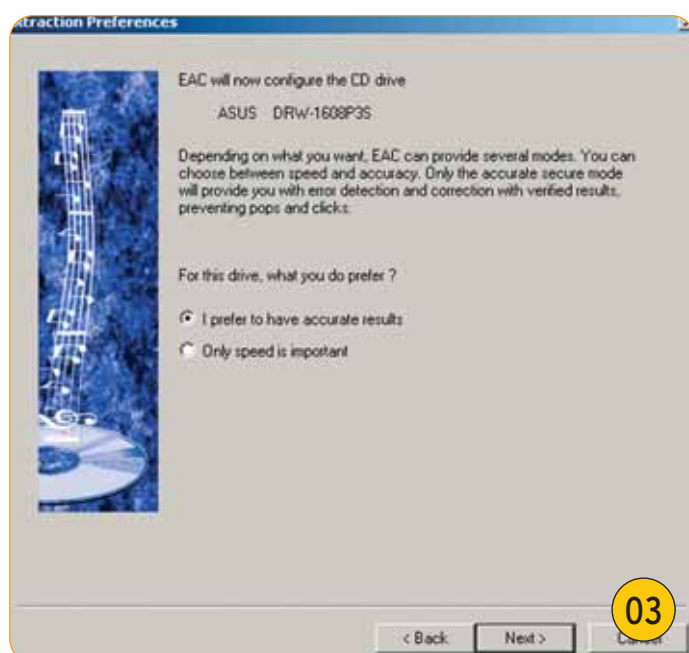 traction Preferences
EAC will now configure the CD drive
ASUS DRW-1608P3S
Depending on what you want, EAC can provide several modes. You can
choose between speed and accuracy. Only the accurate secure mode
will provide you with error detection and correction with verified results,
preventing pops and clicks.
For this drive, what you do prefer ?
I prefer to have accurate results
Only speed is important
03
< Back
Next >
Cancel